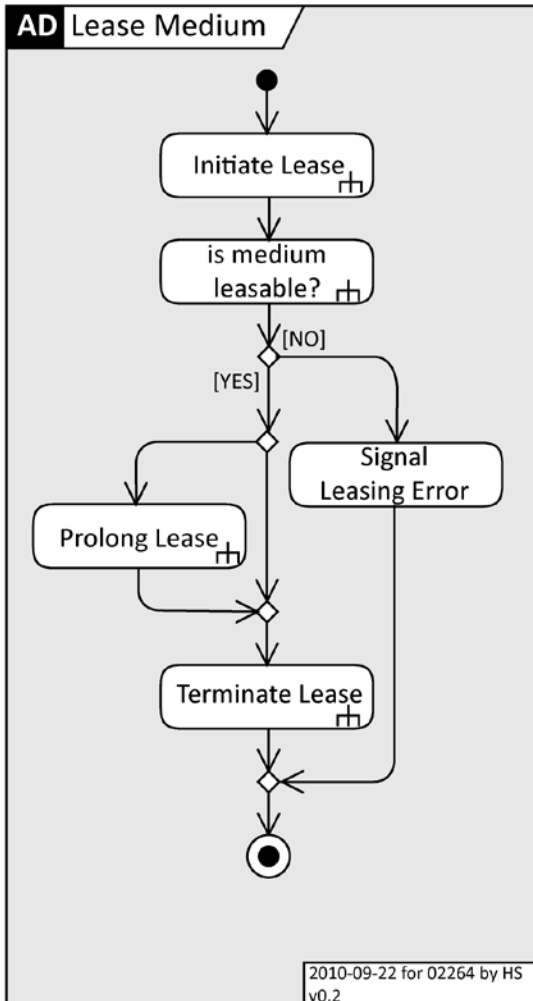 AD Lease Medium
Initiate Lease
is medium
leasable?
[NO]
[YES]
Signal
Leasing Error
Prolong Lease
Terminate Lease
2010-09-22 for 02264 by HS
v0.2